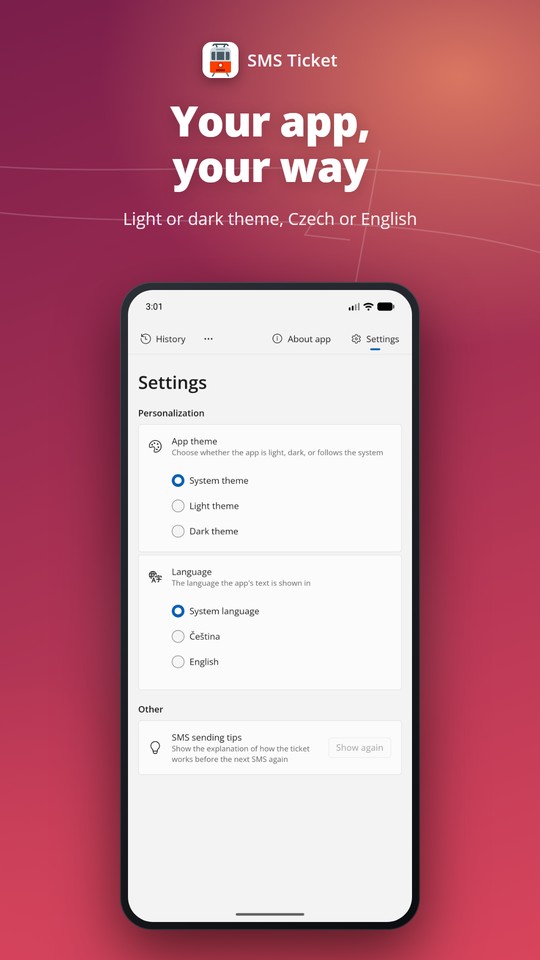 SMS Ticket
Your app,
your way
Light or dark theme, Czech or English
3:01
History
...
About app
Settings
Settings
Personalization
App theme
Choose whether the app is light, dark, or follows the system
System theme
Light theme
Dark theme
Language
The language the app's text is shown in
System language
Čeština
English
Other
SMS sending tips
Show the explanation of how the ticket
works before the next SMS again
Show again